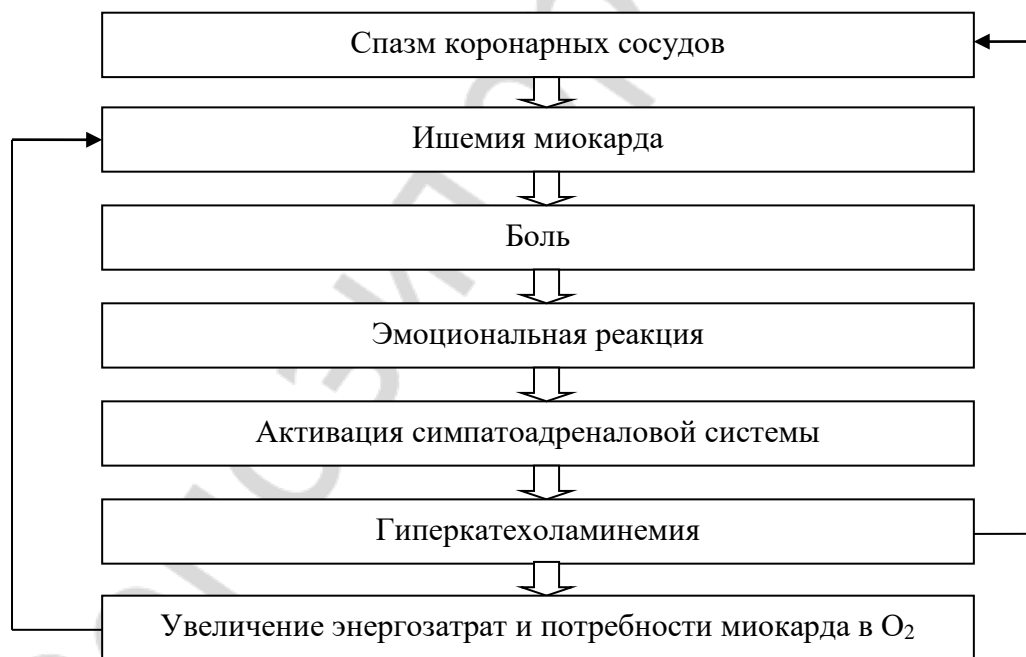 Спазм коронарных сосудов
Ишемия миокарда
Боль
Эмоциональная реакция
Активация симпатоадреналовой системы
Гиперкатехоламинемия
Увеличение энергозатрат и потребности миокарда в O₂